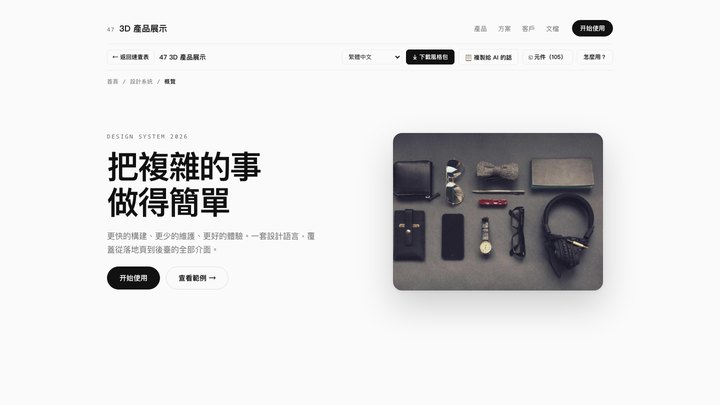 47 3D 產品展示
產品 方案 客戶 文檔 开始使用
← 返回速查表 47 3D 產品展示 繁體中文 下載風格包 複製給 AI 的話 元件（105） 怎麼用？
首頁 / 設計系統 / 概覽
DESIGN SYSTEM 2026
把複雜的事
做得簡單
更快的構建、更少的維護、更好的體驗。一套設計語言，覆
蓋從落地頁到後臺的全部介面。
开始使用 查看範例 →